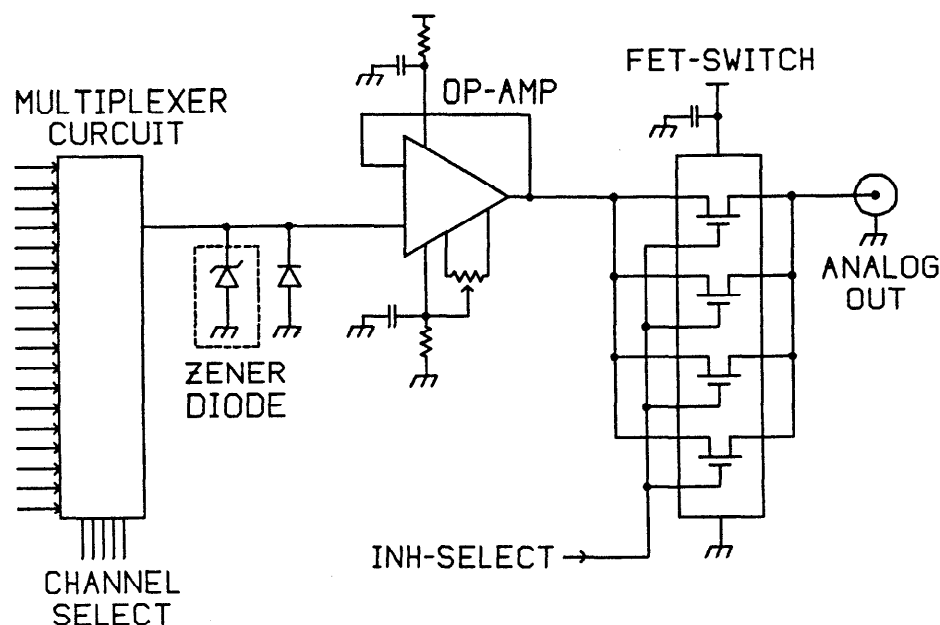 MULTIPLEXER
CURCUIT
OP-AMP
FET-SWITCH
ANALOG
OUT
ZENER
DIODE
INH-SELECT
CHANNEL
SELECT